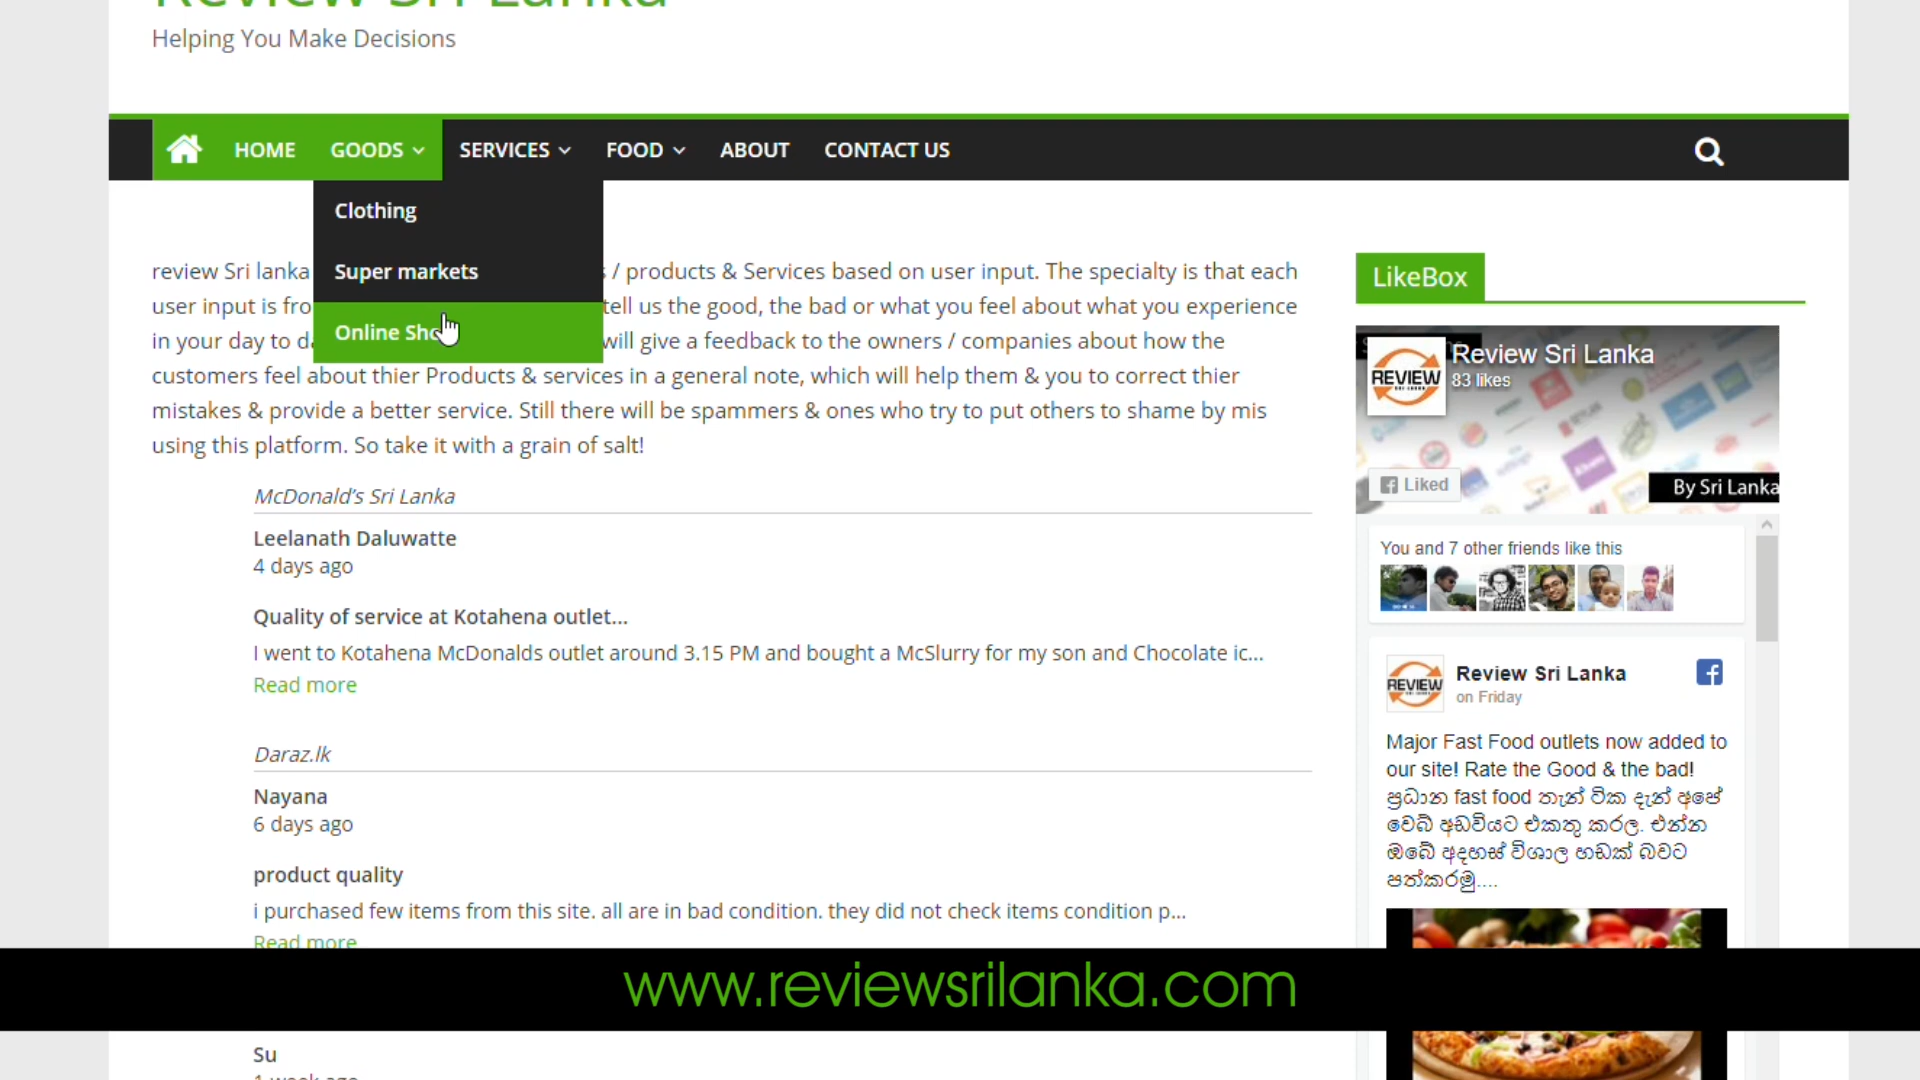 Review Sri Lanka
Helping You Make Decisions
HOME GOODS SERVICES FOOD ABOUT CONTACT US
Clothing
Super markets
Online
review Sri lanka / products & Services based on user input. The specialty is that each
user input is tell us the good, the bad or what you feel about what you experience
in your day to will give a feedback to the owners / companies about how the
customers feel about thier Products & services in a general note, which will help them & you to correct thier
mistakes & provide a better service. Still there will be spammers & ones who try to put others to shame by mis
using this platform. So take it with a grain of salt!
McDonald's Sri Lanka
Leelanath Daluwatte
4 days ago
Quality of service at Kotahena outlet...
I went to Kotahena McDonalds outlet around 3.15 PM and bought a McSlurry for my son and Chocolate ic...
Read more
Daraz.lk
Nayana
6 days ago
product quality
i purchased few items from this site. all are in bad condition. they did not check items condition p...
Read more
Su
1 week ago
LikeBox
REVIEW
Review Sri Lanka
83 likes
Liked
By Sri Lanka
You and 7 other friends like this
REVIEW
Review Sri Lanka
on Friday
Major Fast Food outlets now added to
our site! Rate the Good & the bad!
ප්‍රධාන fast food තැන් ටික දැන් අපේ
වෙබ් අඩවියට එකතු කරල. එන්න
ඔබේ අදහස් විශාල හඩක් බවට
පත්කරමු....
www.reviewsrilanka.com